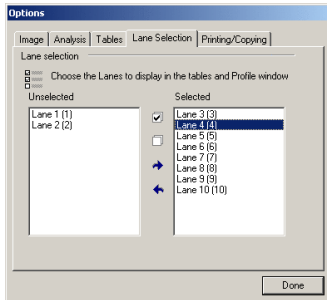 Options
Image Analysis Tables Lane Selection Printing/Copying
Lane selection
Choose the Lanes to display in the tables and Profile window
Unselected Selected
Lane 1 (1)
Lane 2 (2)
Lane 3 (3)
Lane 4 (4)
Lane 5 (5)
Lane 6 (6)
Lane 7 (7)
Lane 8 (8)
Lane 9 (9)
Lane 10 (10)
Done